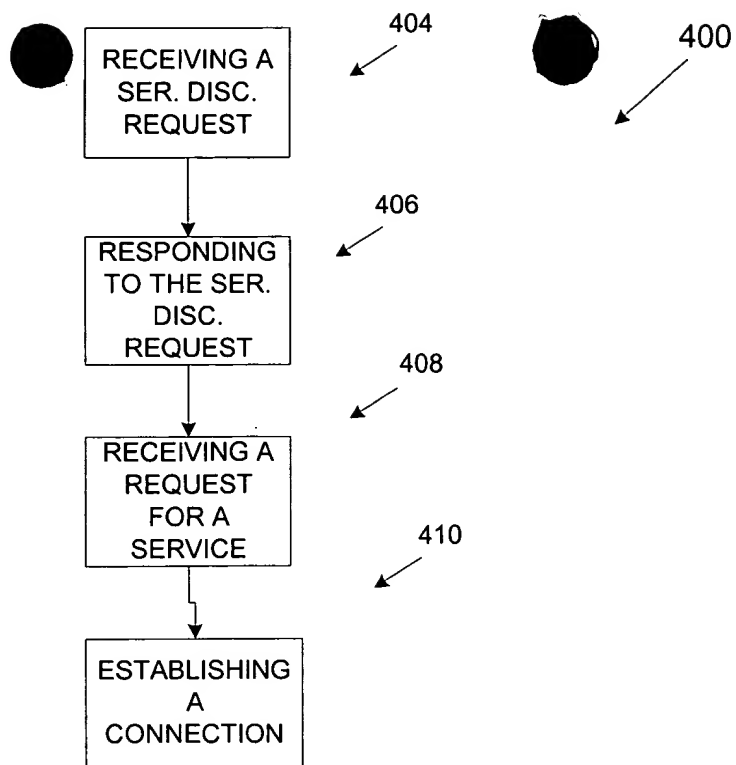 404
400
RECEIVING A
SER. DISC.
REQUEST
406
RESPONDING
TO THE SER.
DISC.
REQUEST
408
RECEIVING A
REQUEST
FOR A
SERVICE
410
ESTABLISHING
A
CONNECTION